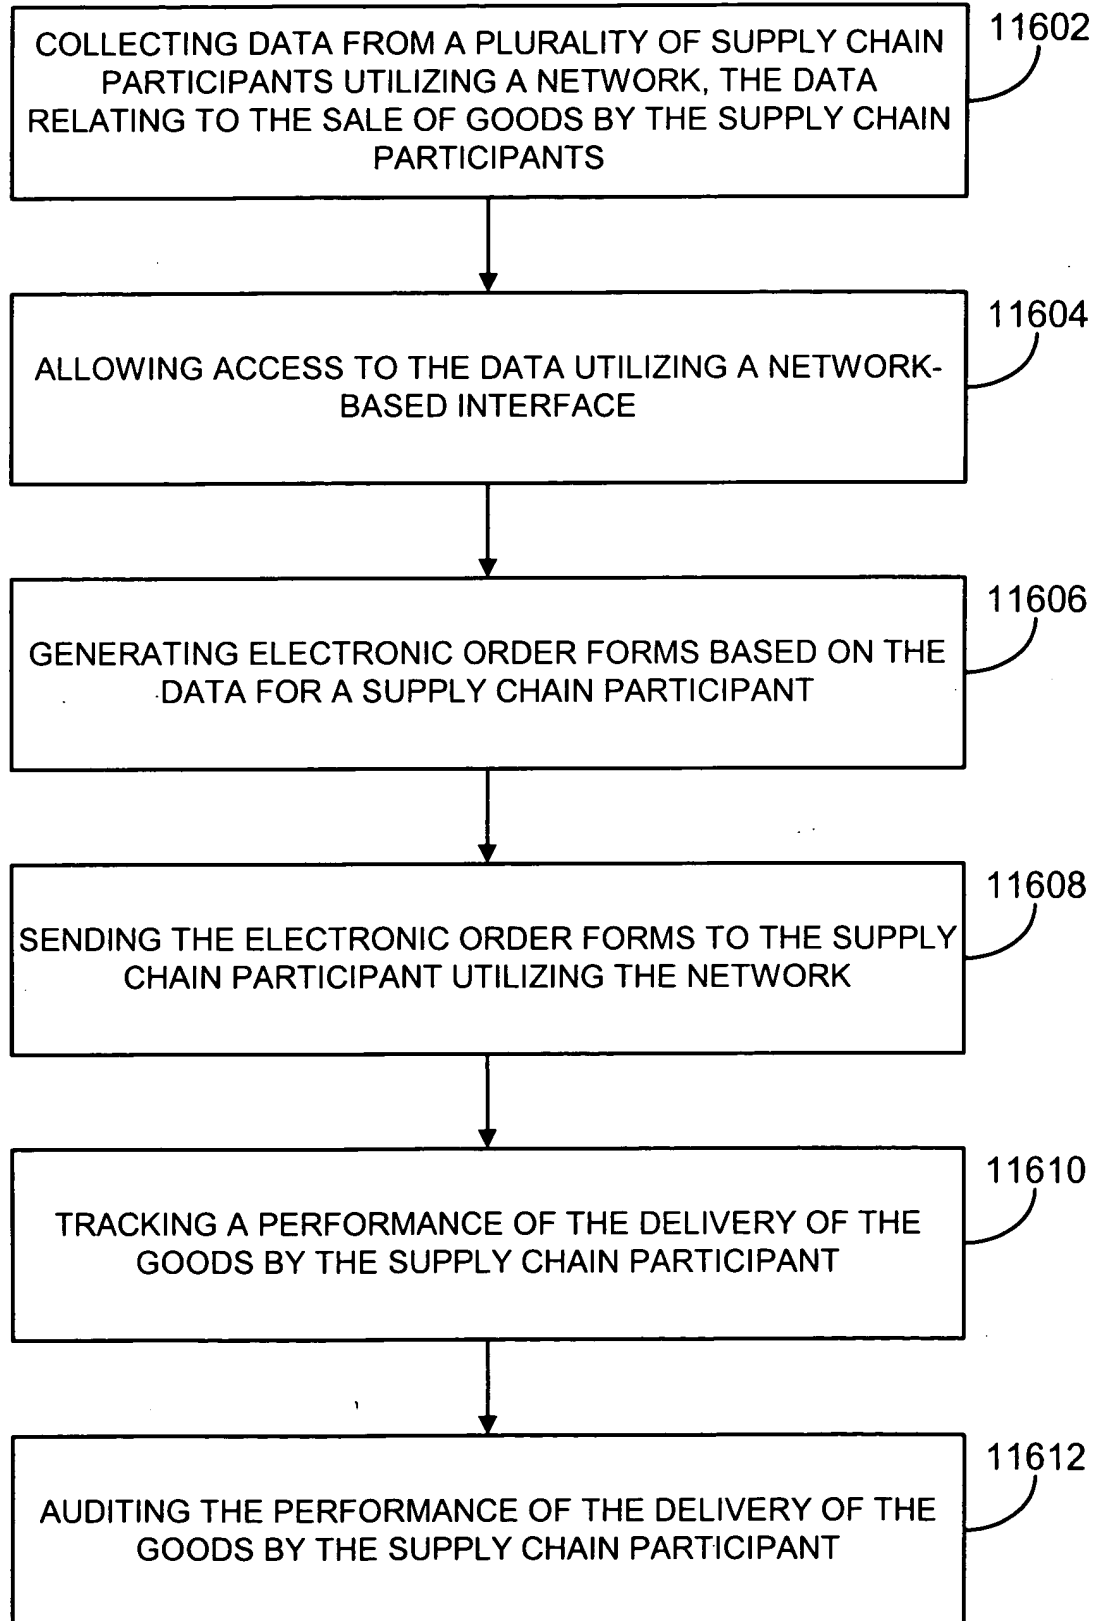 11602
COLLECTING DATA FROM A PLURALITY OF SUPPLY CHAIN
PARTICIPANTS UTILIZING A NETWORK, THE DATA
RELATING TO THE SALE OF GOODS BY THE SUPPLY CHAIN
PARTICIPANTS
11604
ALLOWING ACCESS TO THE DATA UTILIZING A NETWORK-
BASED INTERFACE
11606
GENERATING ELECTRONIC ORDER FORMS BASED ON THE
DATA FOR A SUPPLY CHAIN PARTICIPANT
11608
SENDING THE ELECTRONIC ORDER FORMS TO THE SUPPLY
CHAIN PARTICIPANT UTILIZING THE NETWORK
11610
TRACKING A PERFORMANCE OF THE DELIVERY OF THE
GOODS BY THE SUPPLY CHAIN PARTICIPANT
11612
AUDITING THE PERFORMANCE OF THE DELIVERY OF THE
GOODS BY THE SUPPLY CHAIN PARTICIPANT